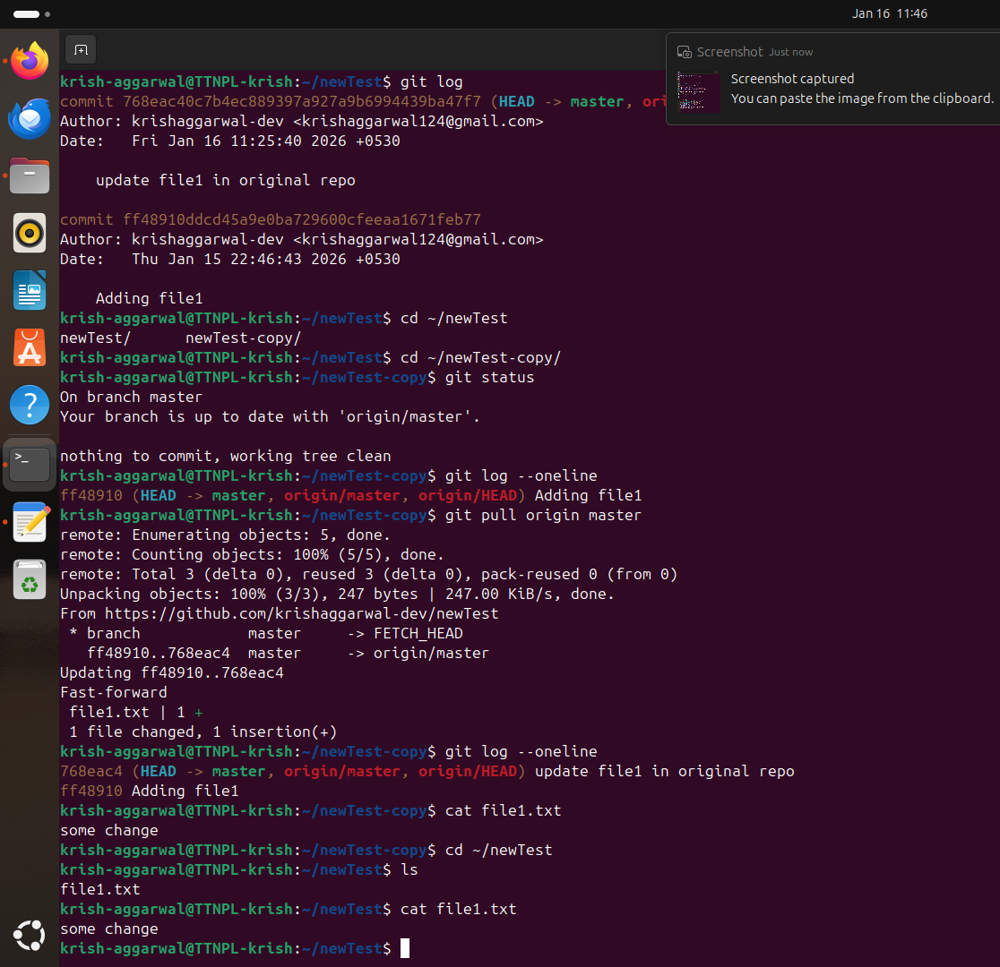 Jan 16 11:46
Screenshot Just now
Screenshot captured
You can paste the image from the clipboard.
krish-aggarwal@TTNPL-krish:~/newTest$ git log
commit 768eac40c7b4ec889397a927a9b6994439ba47f7 (HEAD -> master, ori
Author: krishaggarwal-dev <krishaggarwal124@gmail.com>
Date:   Fri Jan 16 11:25:40 2026 +0530
    update file1 in original repo
commit ff48910ddcd45a9e0ba729600cfeeaa1671feb77
Author: krishaggarwal-dev <krishaggarwal124@gmail.com>
Date:   Thu Jan 15 22:46:43 2026 +0530
    Adding file1
krish-aggarwal@TTNPL-krish:~/newTest$ cd ~/newTest
newTest/      newTest-copy/
krish-aggarwal@TTNPL-krish:~/newTest$ cd ~/newTest-copy/
krish-aggarwal@TTNPL-krish:~/newTest-copy$ git status
On branch master
Your branch is up to date with 'origin/master'.
nothing to commit, working tree clean
krish-aggarwal@TTNPL-krish:~/newTest-copy$ git log --oneline
ff48910 (HEAD -> master, origin/master, origin/HEAD) Adding file1
krish-aggarwal@TTNPL-krish:~/newTest-copy$ git pull origin master
remote: Enumerating objects: 5, done.
remote: Counting objects: 100% (5/5), done.
remote: Total 3 (delta 0), reused 3 (delta 0), pack-reused 0 (from 0)
Unpacking objects: 100% (3/3), 247 bytes | 247.00 KiB/s, done.
From https://github.com/krishaggarwal-dev/newTest
 * branch            master     -> FETCH_HEAD
   ff48910..768eac4  master     -> origin/master
Updating ff48910..768eac4
Fast-forward
 file1.txt | 1 +
 1 file changed, 1 insertion(+)
krish-aggarwal@TTNPL-krish:~/newTest-copy$ git log --oneline
768eac4 (HEAD -> master, origin/master, origin/HEAD) update file1 in original repo
ff48910 Adding file1
krish-aggarwal@TTNPL-krish:~/newTest-copy$ cat file1.txt
some change
krish-aggarwal@TTNPL-krish:~/newTest-copy$ cd ~/newTest
krish-aggarwal@TTNPL-krish:~/newTest$ ls
file1.txt
krish-aggarwal@TTNPL-krish:~/newTest$ cat file1.txt
some change
krish-aggarwal@TTNPL-krish:~/newTest$